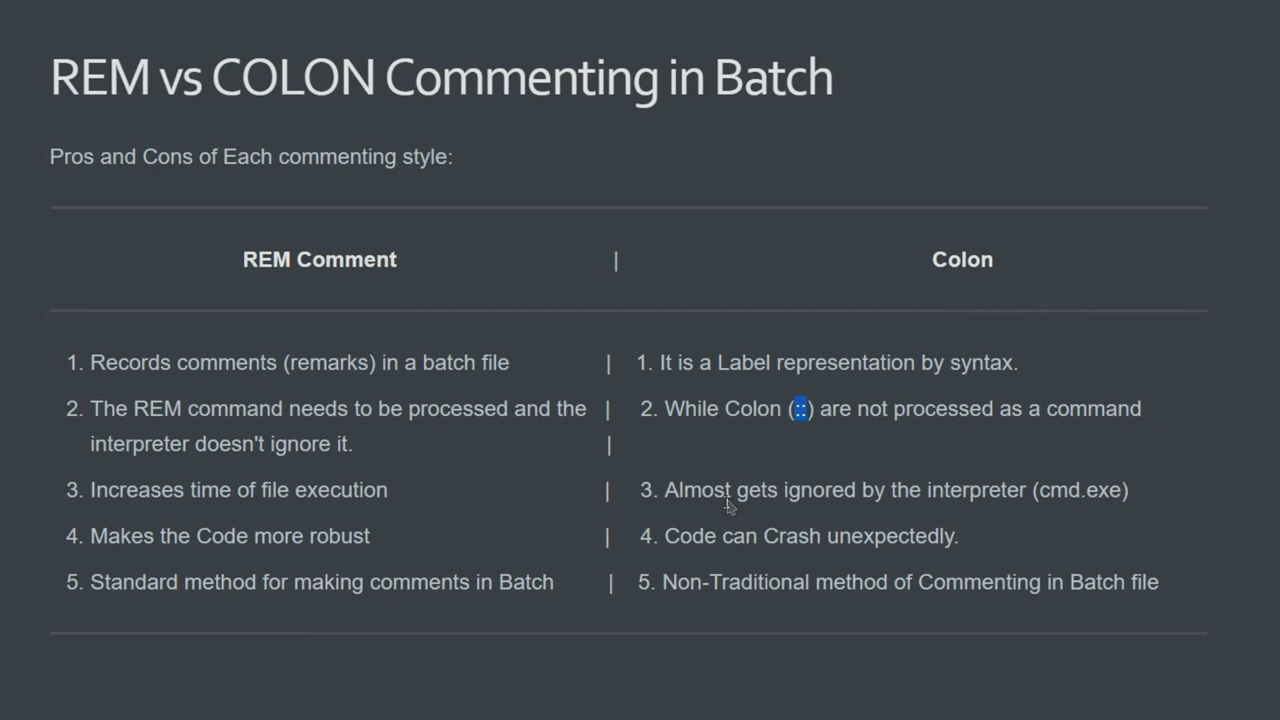 REM vs COLON Commenting in Batch
Pros and Cons of Each commenting style:
REM Comment | Colon
1. Records comments (remarks) in a batch file | 1. It is a Label representation by syntax.
2. The REM command needs to be processed and the | 2. While Colon (::) are not processed as a command
interpreter doesn't ignore it. |
3. Increases time of file execution | 3. Almost gets ignored by the interpreter (cmd.exe)
4. Makes the Code more robust | 4. Code can Crash unexpectedly.
5. Standard method for making comments in Batch | 5. Non-Traditional method of Commenting in Batch file